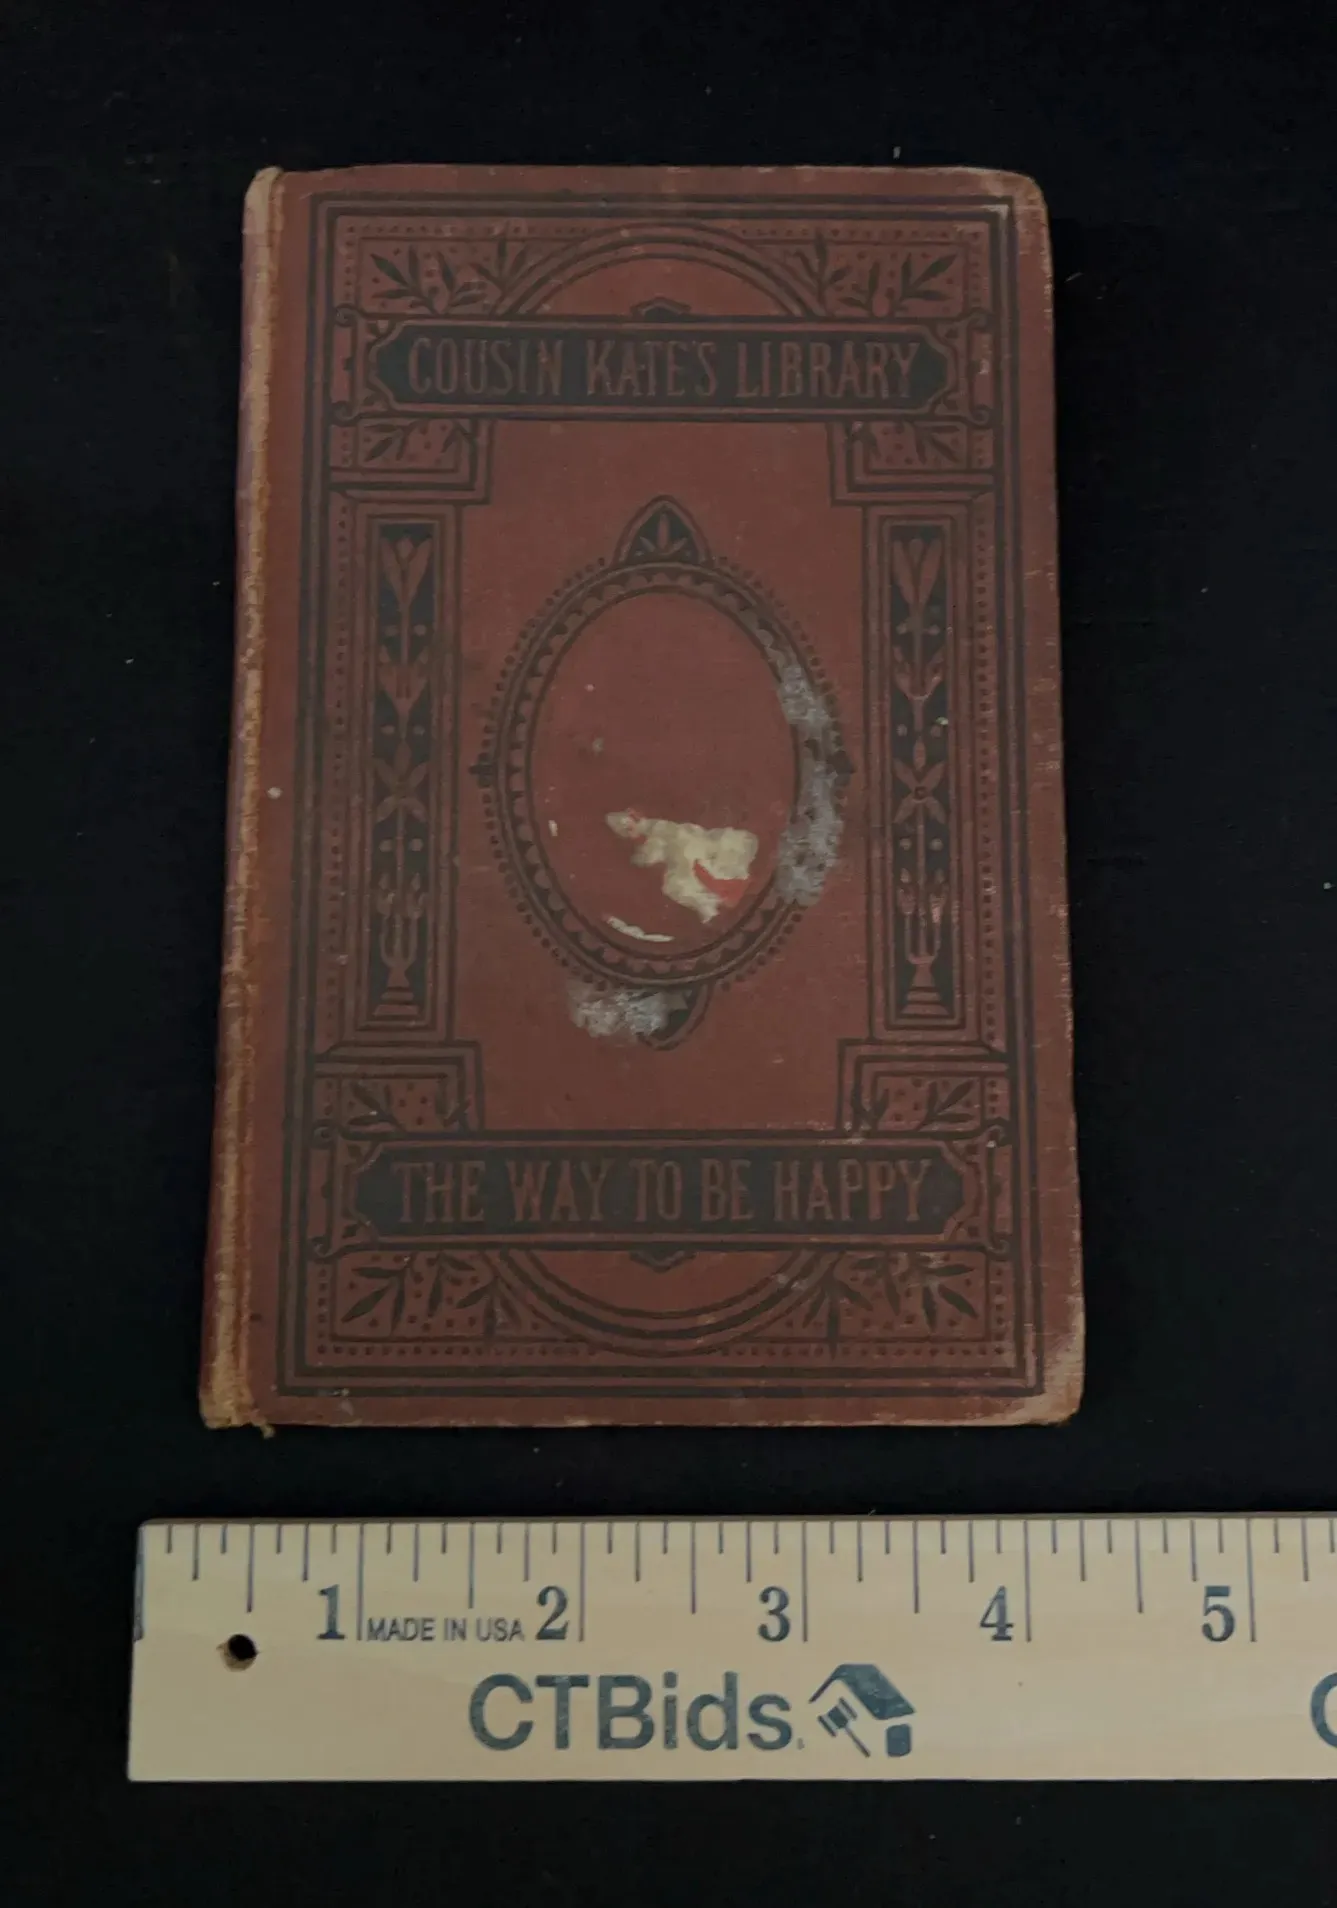 COUSIN KATE'S LIBRARY
THE WAY TO BE HAPPY
1 MADE IN USA 2 3 4 5
CTBids.